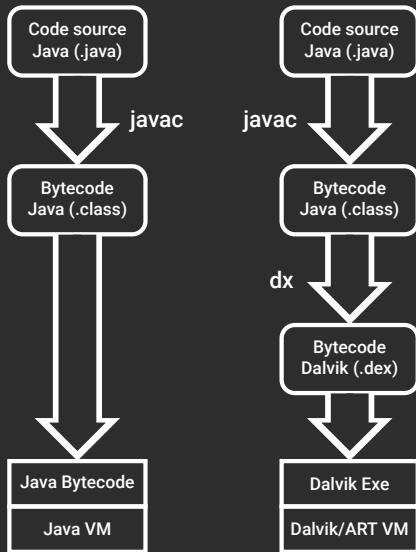 Code source
Java (.java)
javac
Bytecode
Java (.class)
Java Bytecode
Java VM
Code source
Java (.java)
javac
Bytecode
Java (.class)
dx
Bytecode
Dalvik (.dex)
Dalvik Exe
Dalvik/ART VM